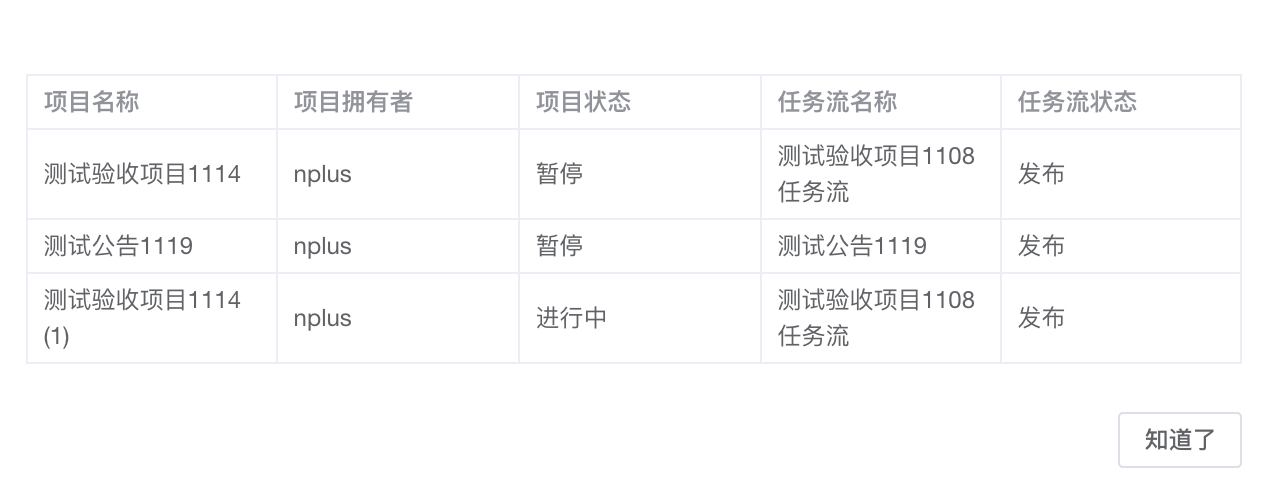 项目名称 项目拥有者 项目状态 任务流名称 任务流状态
测试验收项目1114 nplus 暂停 测试验收项目1108 发布
任务流
测试公告1119 nplus 暂停 测试公告1119 发布
测试验收项目1114 nplus 进行中 测试验收项目1108 发布
(1) 任务流
知道了